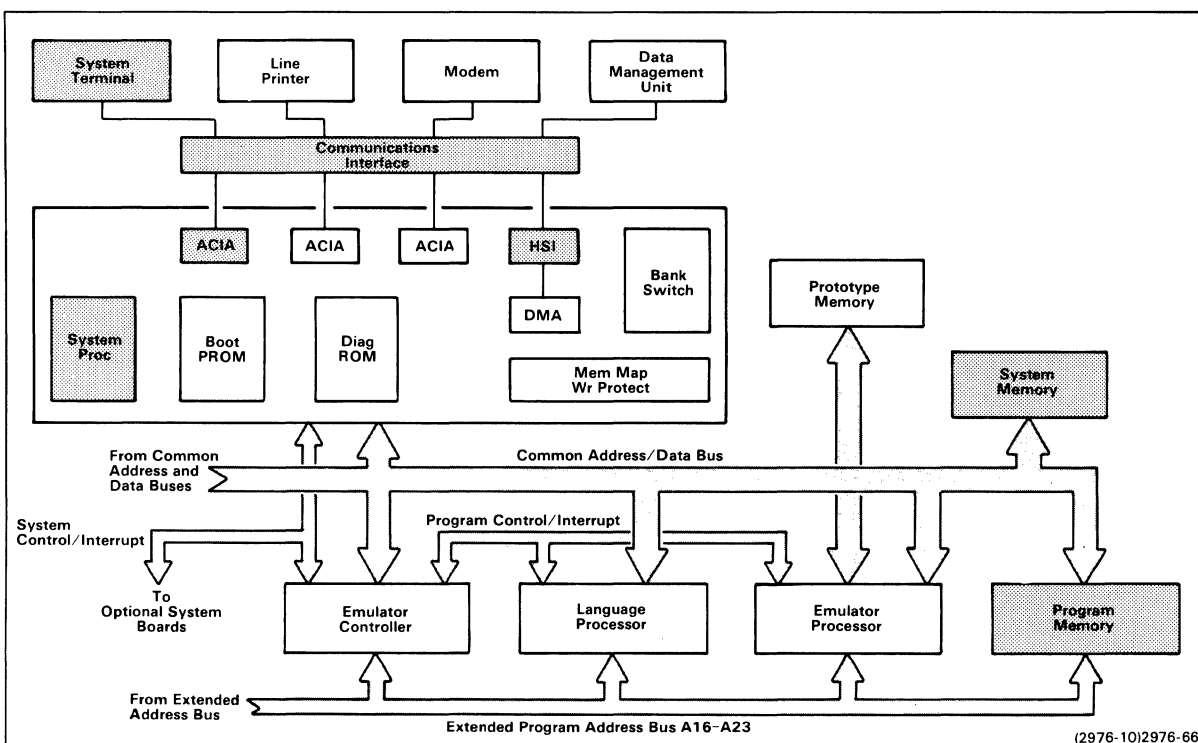 System
Terminal
Line
Printer
Modem
Data
Management
Unit
Communications
Interface
ACIA
ACIA
ACIA
HSI
Bank
Switch
DMA
System
Proc
Boot
PROM
Diag
ROM
Mem Map
Wr Protect
Prototype
Memory
System
Memory
From Common
Address and
Data Buses
Common Address/Data Bus
System
Control/Interrupt
Program Control/Interrupt
To
Optional System
Boards
Emulator
Controller
Language
Processor
Emulator
Processor
Program
Memory
From Extended
Address Bus
Extended Program Address Bus A16-A23
(2976-10)2976-66